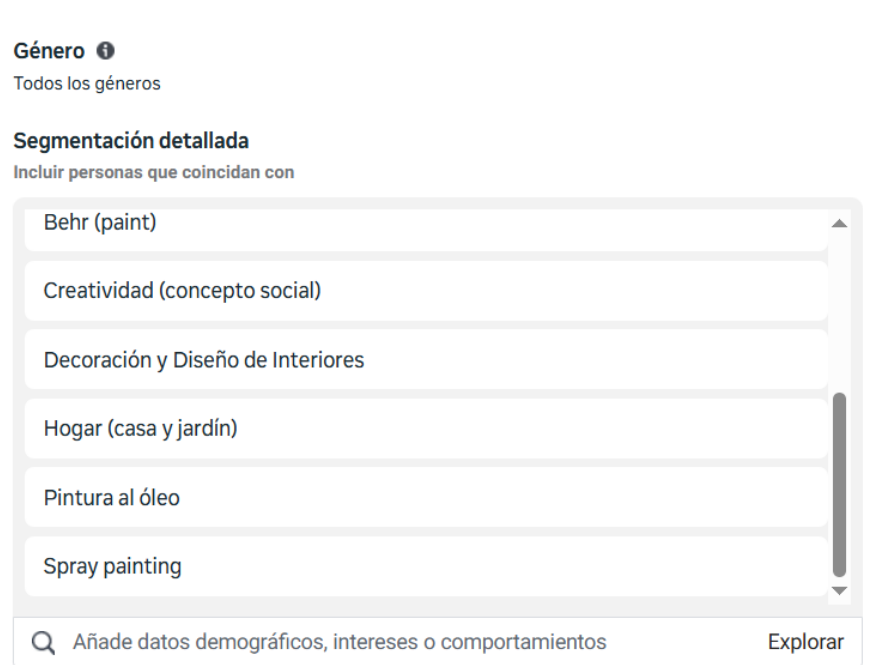 Género
Todos los géneros
Segmentación detallada
Incluir personas que coincidan con
Behr (paint)
Creatividad (concepto social)
Decoración y Diseño de Interiores
Hogar (casa y jardín)
Pintura al óleo
Spray painting
Añade datos demográficos, intereses o comportamientos Explorar